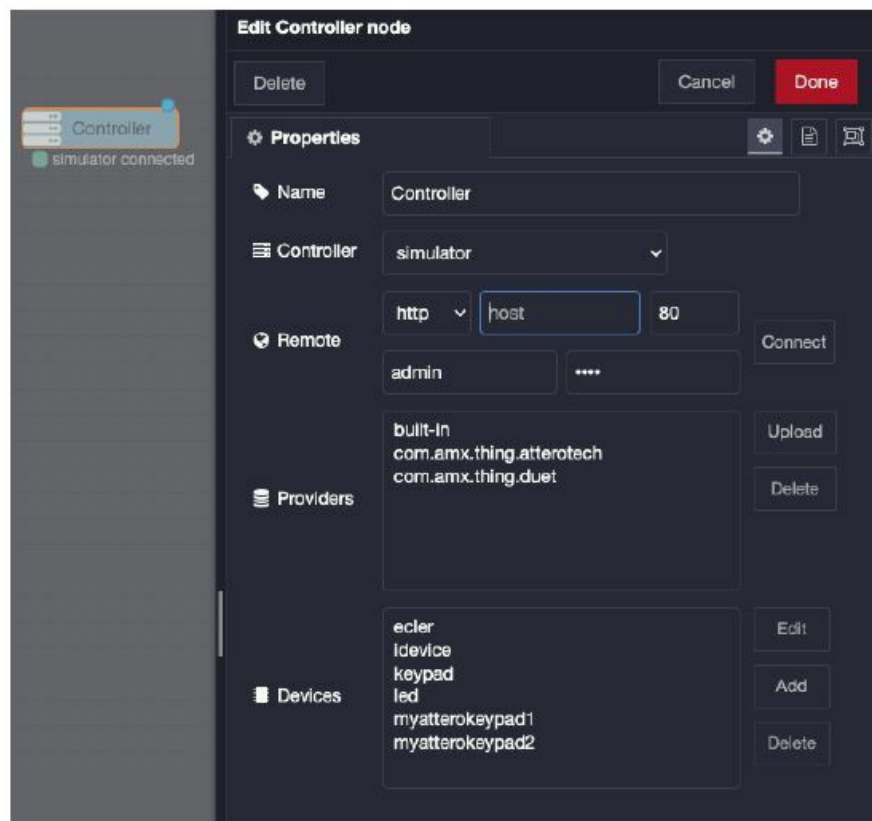 Edit Controller node
Delete
Cancel
Done
Controller
simulator connected
Properties
Name
Controller
Controller
simulator
Remote
http
host
80
Connect
admin
••••
Providers
built-in
com.amx.thing.atterotech
com.amx.thing.duet
Upload
Delete
Devices
ecler
idevice
keypad
led
myatterokeypad1
myatterokeypad2
Edit
Add
Delete